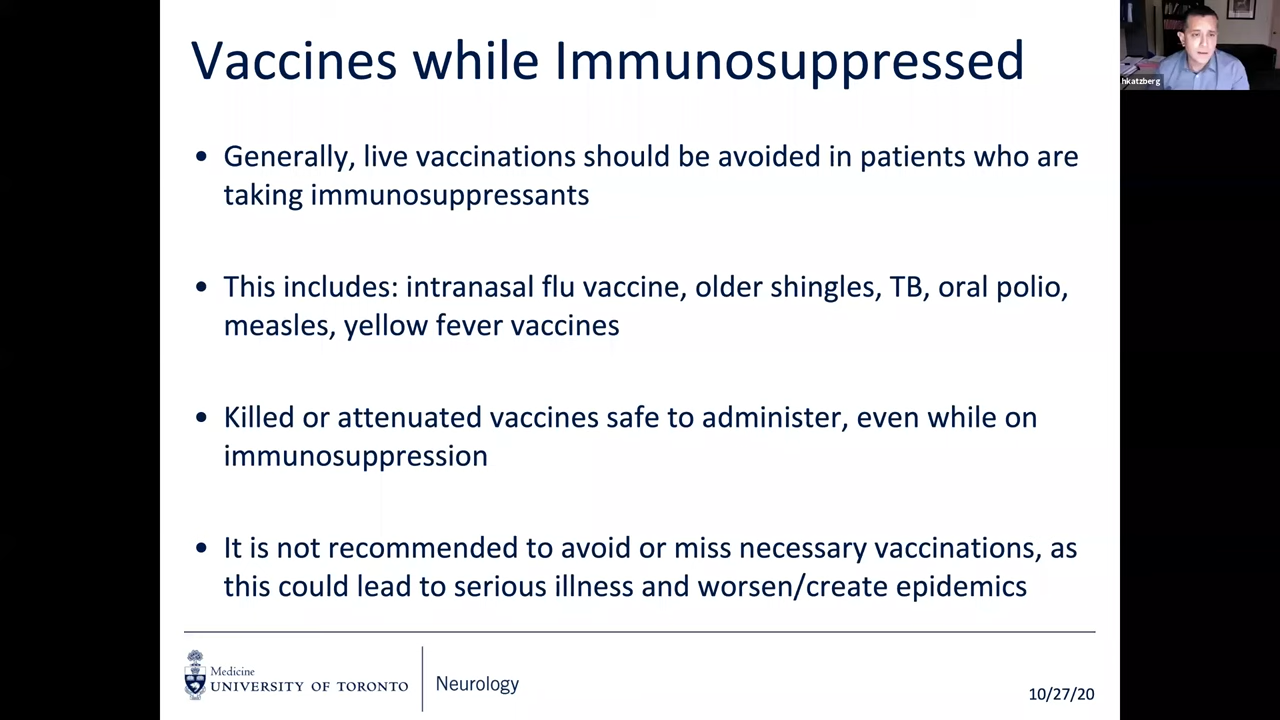 Vaccines while Immunosuppressed
hkatzberg
• Generally, live vaccinations should be avoided in patients who are
taking immunosuppressants
• This includes: intranasal flu vaccine, older shingles, TB, oral polio,
measles, yellow fever vaccines
• Killed or attenuated vaccines safe to administer, even while on
immunosuppression
• It is not recommended to avoid or miss necessary vaccinations, as
this could lead to serious illness and worsen/create epidemics
Medicine
UNIVERSITY OF TORONTO
Neurology
10/27/20